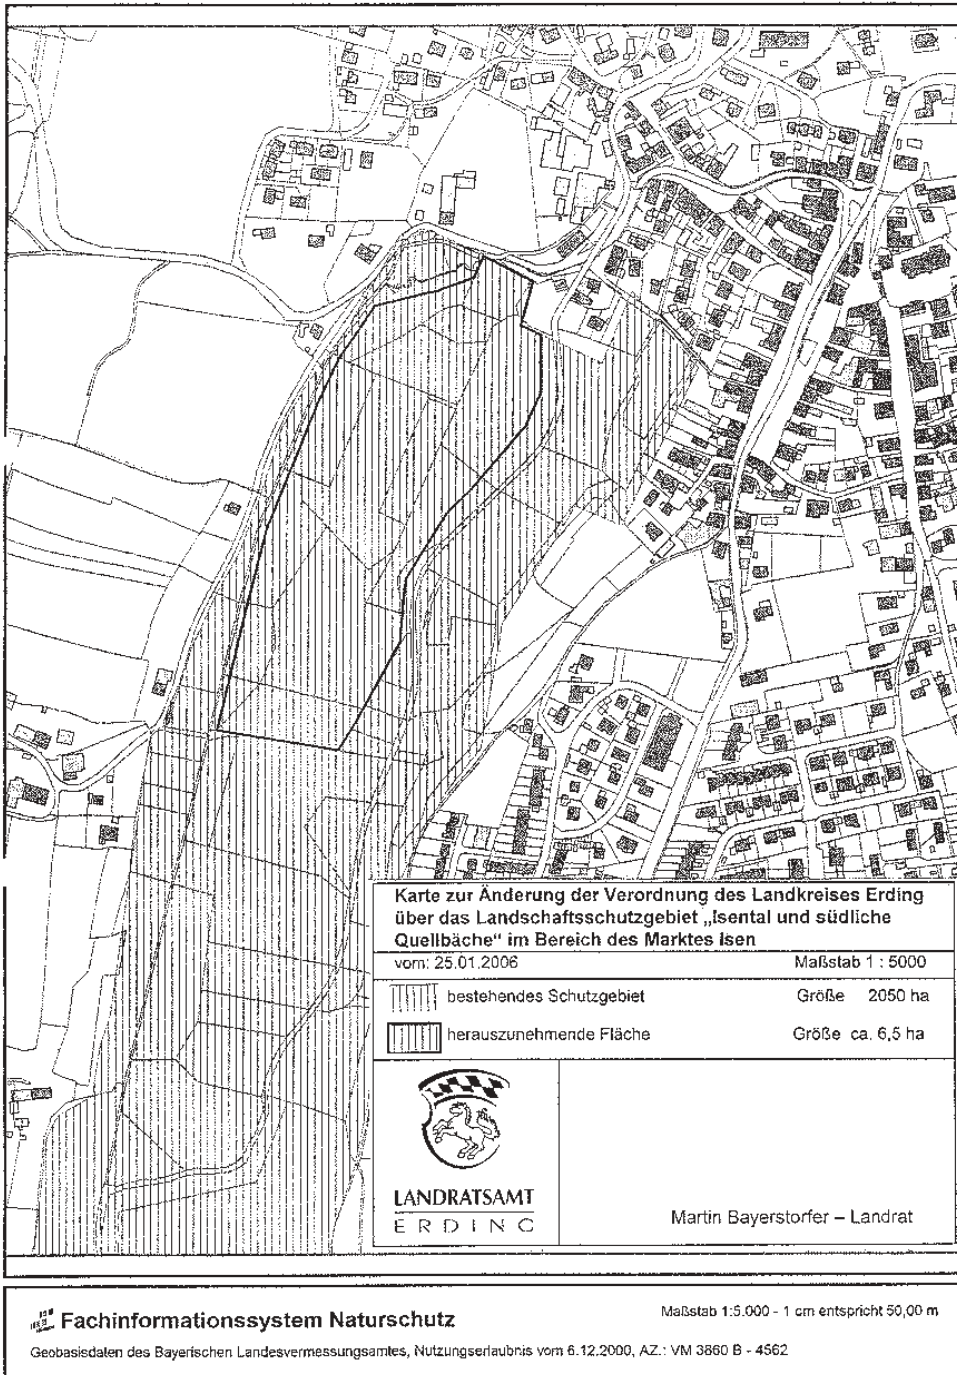 Karte zur Änderung der Verordnung des Landkreises Erding
über das Landschaftsschutzgebiet „Isental und südliche
Quellbäche“ im Bereich des Marktes Isen
vom: 25.01.2006 Maßstab 1 : 5000
bestehendes Schutzgebiet Größe 2050 ha
herauszunehmende Fläche Größe ca. 6,5 ha
LANDRATSAMT
ERDING
Martin Bayerstorfer – Landrat
Fachinformationssystem Naturschutz
Maßstab 1:5.000 - 1 cm entspricht 50,00 m
Geobasisdaten des Bayerischen Landesvermessungsamtes, Nutzungserlaubnis vom 6.12.2000, AZ.: VM 3860 B - 4562